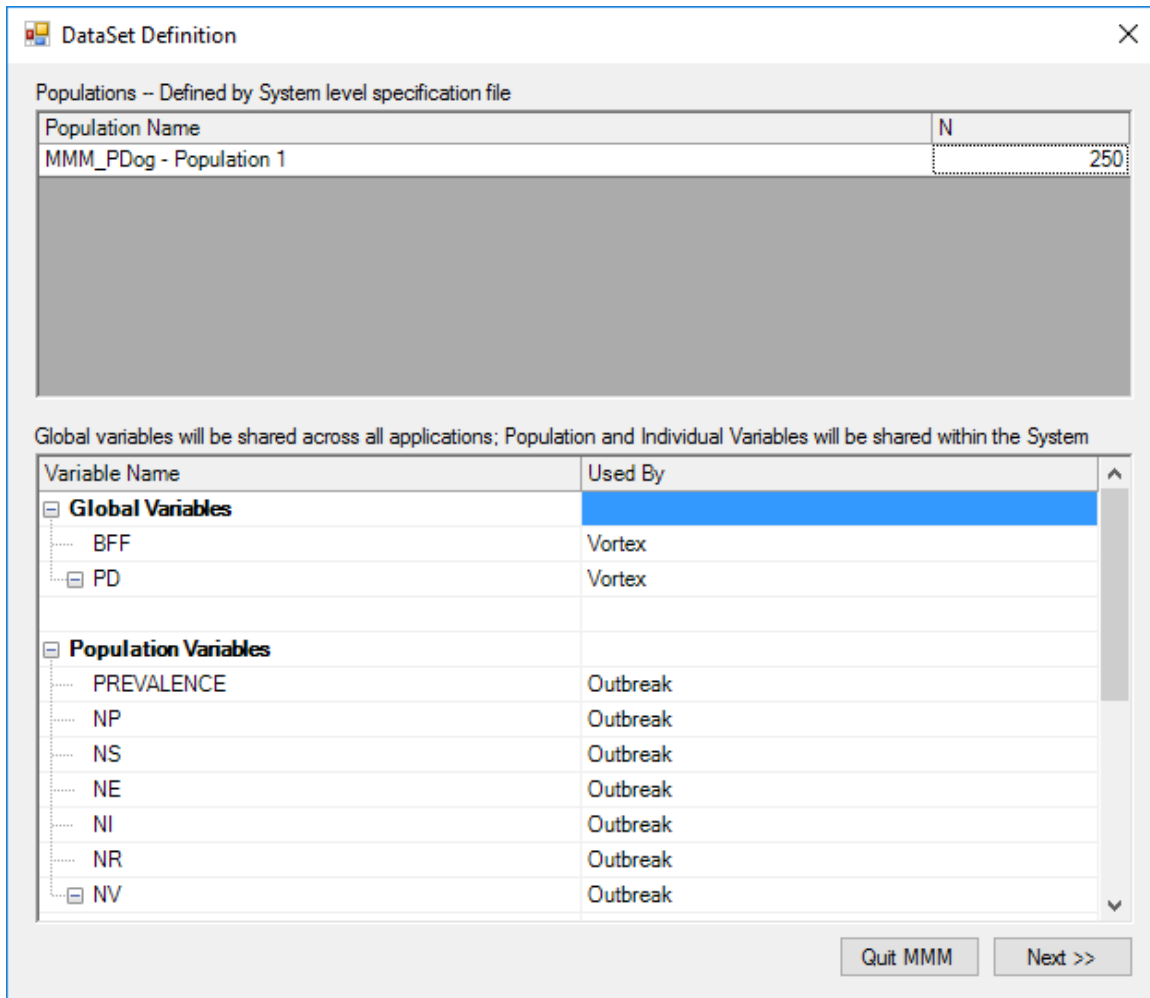 DataSet Definition
Populations -- Defined by System level specification file
Population Name N
MMM_PDog - Population 1 250
Global variables will be shared across all applications; Population and Individual Variables will be shared within the System
Variable Name Used By
Global Variables
BFF Vortex
PD Vortex
Population Variables
PREVALENCE Outbreak
NP Outbreak
NS Outbreak
NE Outbreak
NI Outbreak
NR Outbreak
NV Outbreak
Quit MMM Next >>